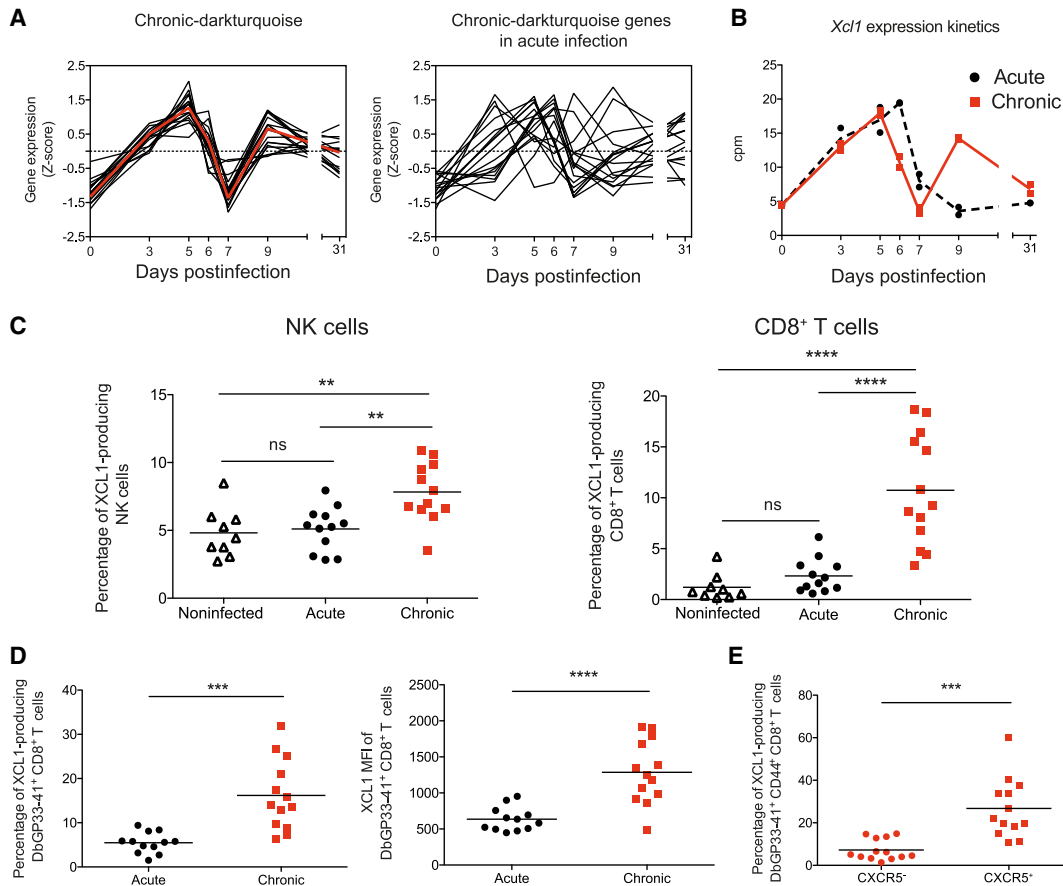 A
Chronic-darkturquoise
Gene expression
(Z-score)
2.5
1.5
0.5
-0.5
-1.5
-2.5
0 3 5 6 7 9 31
Days postinfection
Chronic-darkturquoise genes
in acute infection
Gene expression
(Z-score)
2.5
1.5
0.5
-0.5
-1.5
-2.5
0 3 5 6 7 9 31
Days postinfection
B
Xcl1 expression kinetics
Acute
Chronic
cpm
25
20
15
10
5
0
0 3 5 6 7 9 31
Days postinfection
C
NK cells
Percentage of XCL1-producing
NK cells
15
10
5
0
**
**
ns
Noninfected Acute Chronic
CD8+ T cells
Percentage of XCL1-producing
CD8+ T cells
20
15
10
5
0
****
****
ns
Noninfected Acute Chronic
D
Percentage of XCL1-producing
DbGP33-41+ CD8+ T cells
40
30
20
10
0
***
Acute Chronic
XCL1 MFI of
DbGP33-41+ CD8+ T cells
2500
2000
1500
1000
500
0
****
Acute Chronic
E
Percentage of XCL1-producing
DbGP33-41+ CD44+ CD8+ T cells
80
60
40
20
0
***
CXCR5- CXCR5+